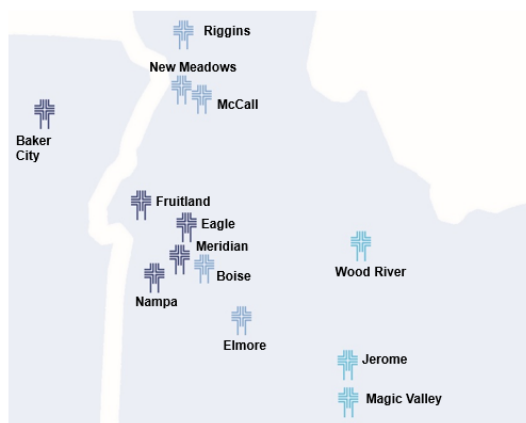 Riggins
New Meadows
McCall
Baker
City
Fruitland
Eagle
Meridian
Wood River
Boise
Nampa
Elmore
Jerome
Magic Valley